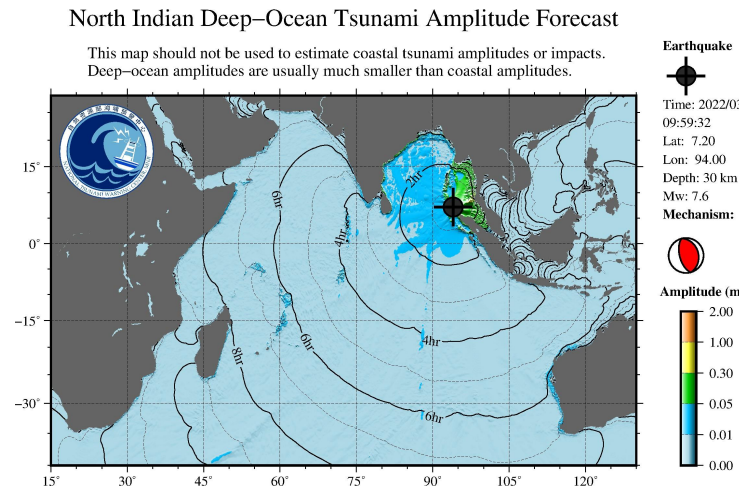 North Indian Deep−Ocean Tsunami Amplitude Forecast
This map should not be used to estimate coastal tsunami amplitudes or impacts.
Deep−ocean amplitudes are usually much smaller than coastal amplitudes.
Earthquake
Time: 2022/03
09:59:32
Lat: 7.20
Lon: 94.00
Depth: 30 km
Mw: 7.6
Mechanism:
Amplitude (m
2.00
1.00
0.30
0.05
0.01
0.00
15°
0°
−15°
−30°
2hr
6hr
4hr
4hr
6hr
8hr
6hr
15°
30°
45°
60°
75°
90°
105°
120°